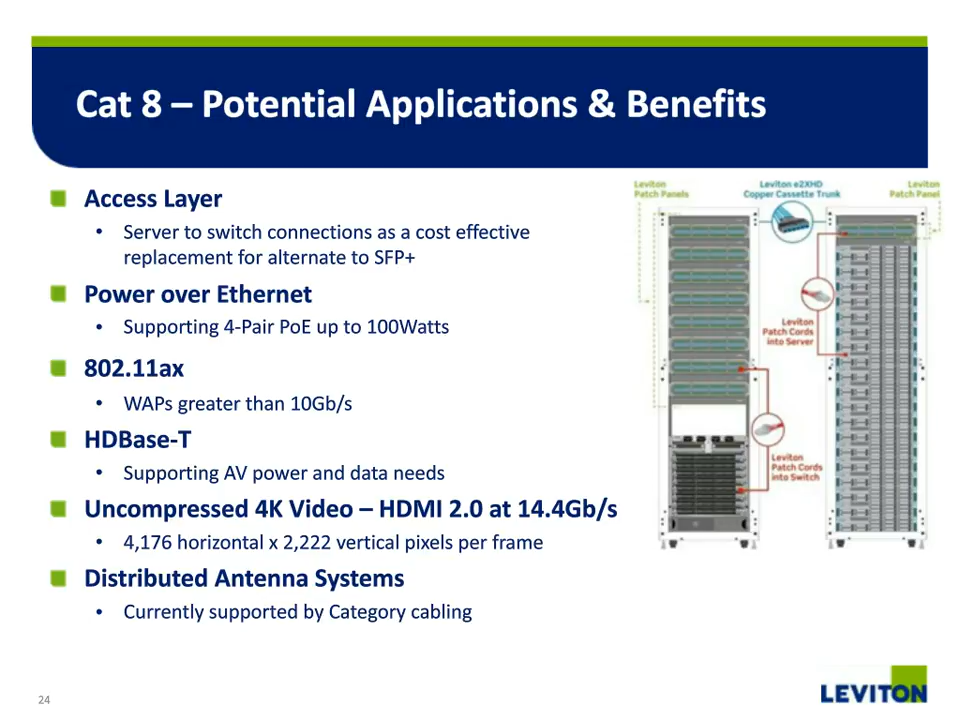 Cat 8 – Potential Applications & Benefits
Access Layer
• Server to switch connections as a cost effective
replacement for alternate to SFP+
Power over Ethernet
• Supporting 4-Pair PoE up to 100Watts
802.11ax
• WAPs greater than 10Gb/s
HDBase-T
• Supporting AV power and data needs
Uncompressed 4K Video – HDMI 2.0 at 14.4Gb/s
• 4,176 horizontal x 2,222 vertical pixels per frame
Distributed Antenna Systems
• Currently supported by Category cabling
Leviton
Patch Panels
Leviton e2XHD
Copper Cassette Trunk
Leviton
Patch Panel
Leviton
Patch Cords
into Server
Leviton
Patch Cords
into Switch
24
LEVITON